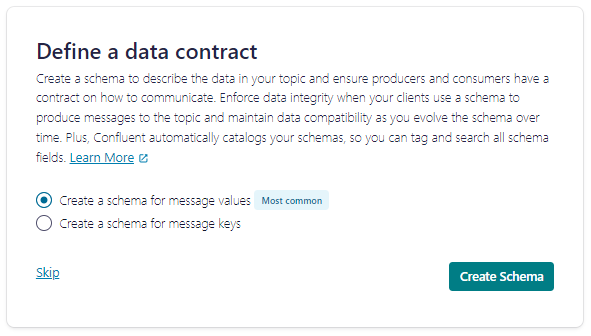 Define a data contract
Create a schema to describe the data in your topic and ensure producers and consumers have a
contract on how to communicate. Enforce data integrity when your clients use a schema to
produce messages to the topic and maintain data compatibility as you evolve the schema over
time. Plus, Confluent automatically catalogs your schemas, so you can tag and search all schema
fields. Learn More
Create a schema for message values Most common
Create a schema for message keys
Skip Create Schema